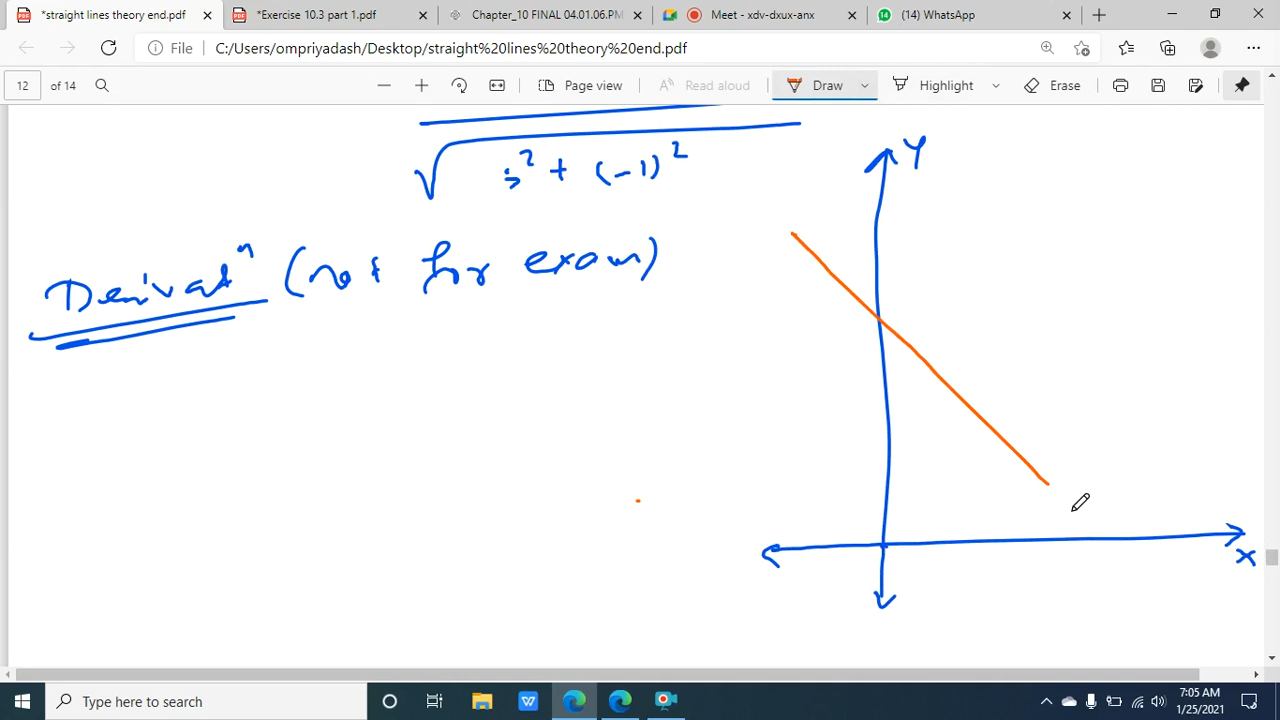 straight lines theory end.pdf
*Exercise 10.3 part 1.pdf
Chapter_10 FINAL 04.01.06.PM
Meet - xdv-dxux-anx
(14) WhatsApp
File
C:/Users/ompriyadash/Desktop/straight%20lines%20theory%20end.pdf
12 of 14
Page view
Read aloud
Draw
Highlight
Erase
√ 3² + (-1)²
Y
Derivatⁿ (not for exam)
X
Type here to search
7:05 AM
1/25/2021